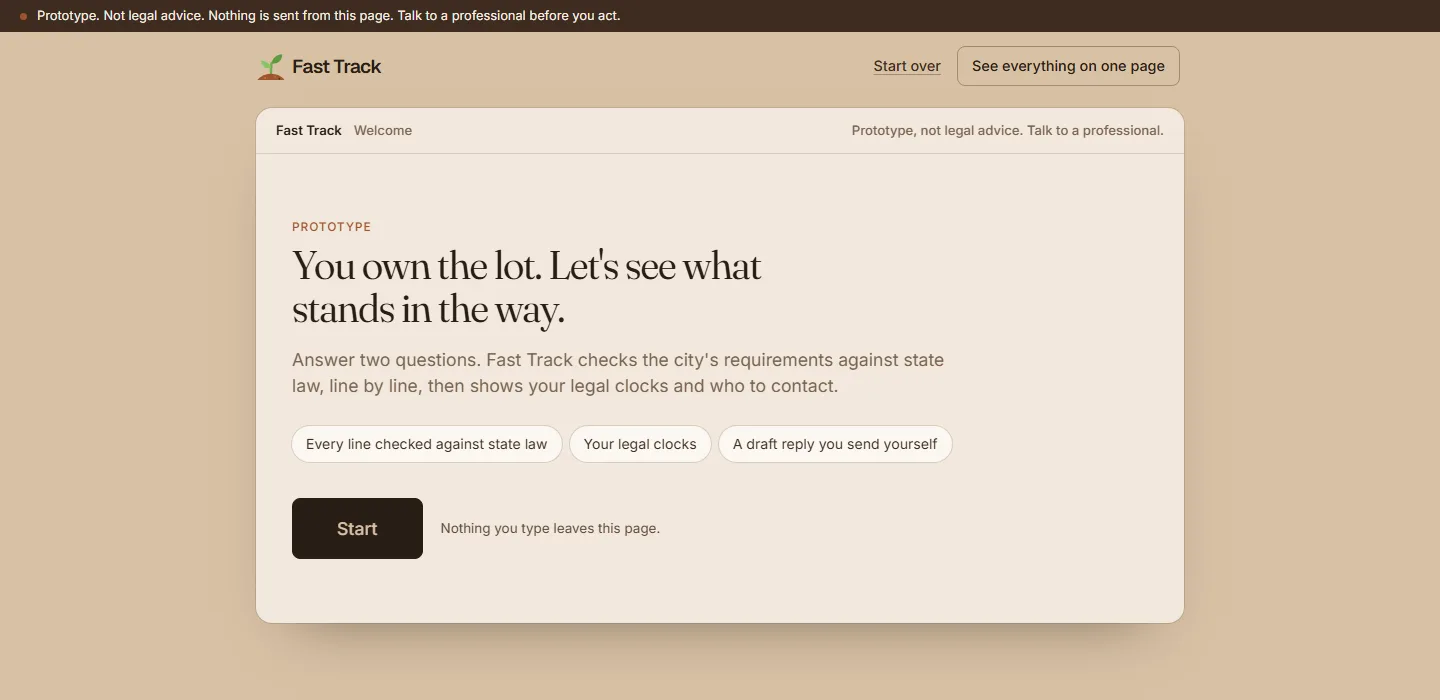 Prototype. Not legal advice. Nothing is sent from this page. Talk to a professional before you act.
Fast Track
Start over
See everything on one page
Fast Track Welcome
Prototype, not legal advice. Talk to a professional.
PROTOTYPE
You own the lot. Let's see what
stands in the way.
Answer two questions. Fast Track checks the city's requirements against state
law, line by line, then shows your legal clocks and who to contact.
Every line checked against state law
Your legal clocks
A draft reply you send yourself
Start
Nothing you type leaves this page.